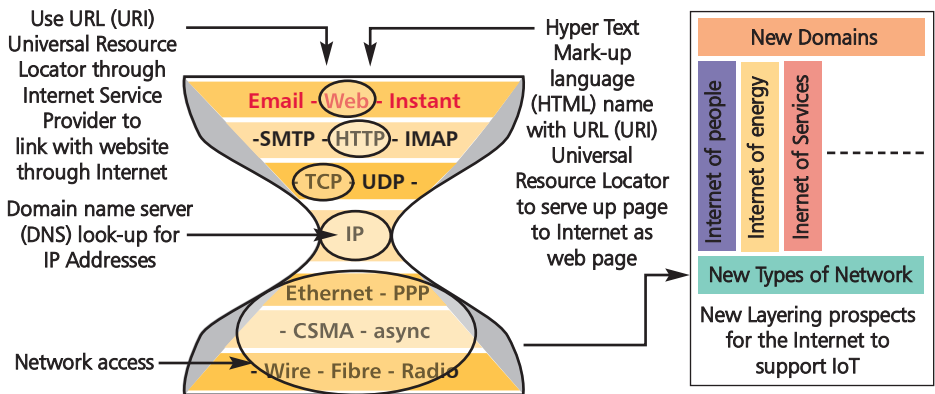 Use URL (URI)
Universal Resource
Locator through
Internet Service
Provider to
link with website
through Internet
Domain name server
(DNS) look-up for
IP Addresses
Network access
Email - Web - Instant
-SMTP - HTTP - IMAP
- TCP - UDP -
IP
Ethernet - PPP
- CSMA - async
- Wire - Fibre - Radio
Hyper Text
Mark-up
language
(HTML) name
with URL (URI)
Universal
Resource Locator
to serve up page
to Internet as
web page
New Domains
Internet of people
Internet of energy
Inernet of Services
New Types of Network
New Layering prospects
for the Internet to
support IoT